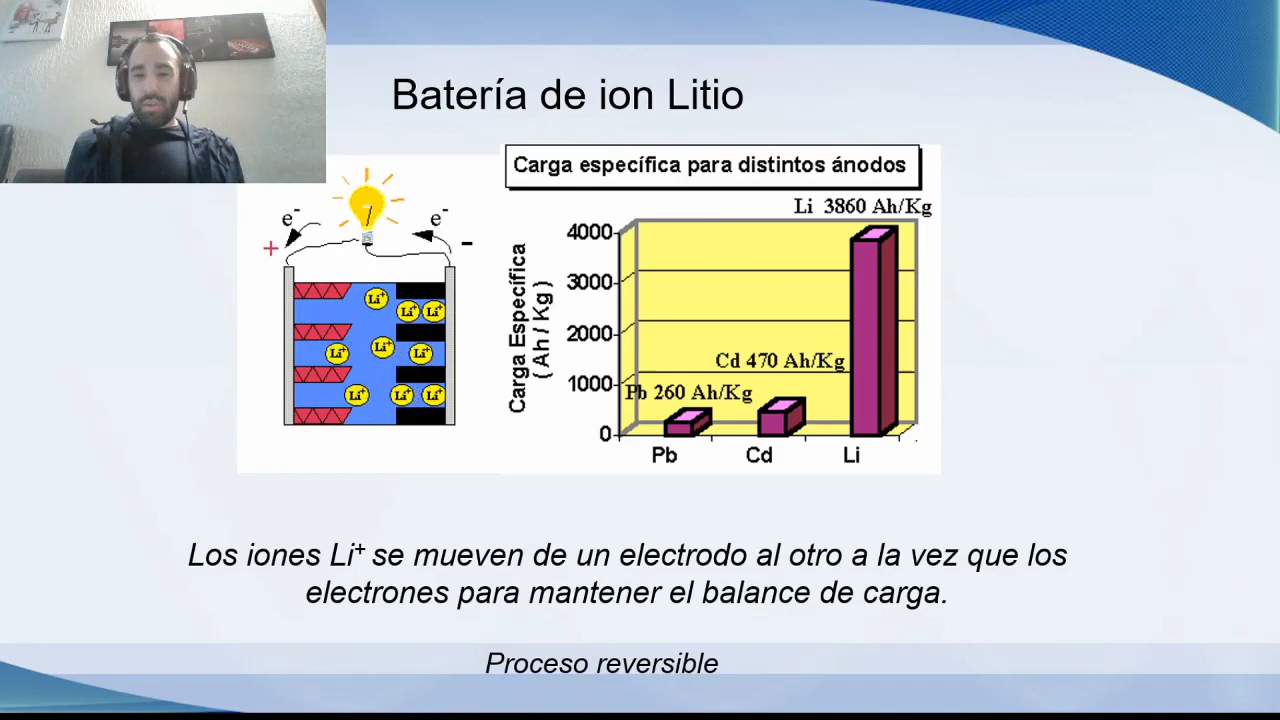 Batería de ion Litio
Carga específica para distintos ánodos
Li 3860 Ah/Kg
e-
e-
+
-
Carga Específica
( Ah / Kg )
4000
3000
2000
1000
0
Cd 470 Ah/Kg
Pb 260 Ah/Kg
Li+
Li+ Li+
Li+
Li+
Li+
Li+
Li+ Li+
Pb Cd Li
Los iones Li+ se mueven de un electrodo al otro a la vez que los
electrones para mantener el balance de carga.
Proceso reversible